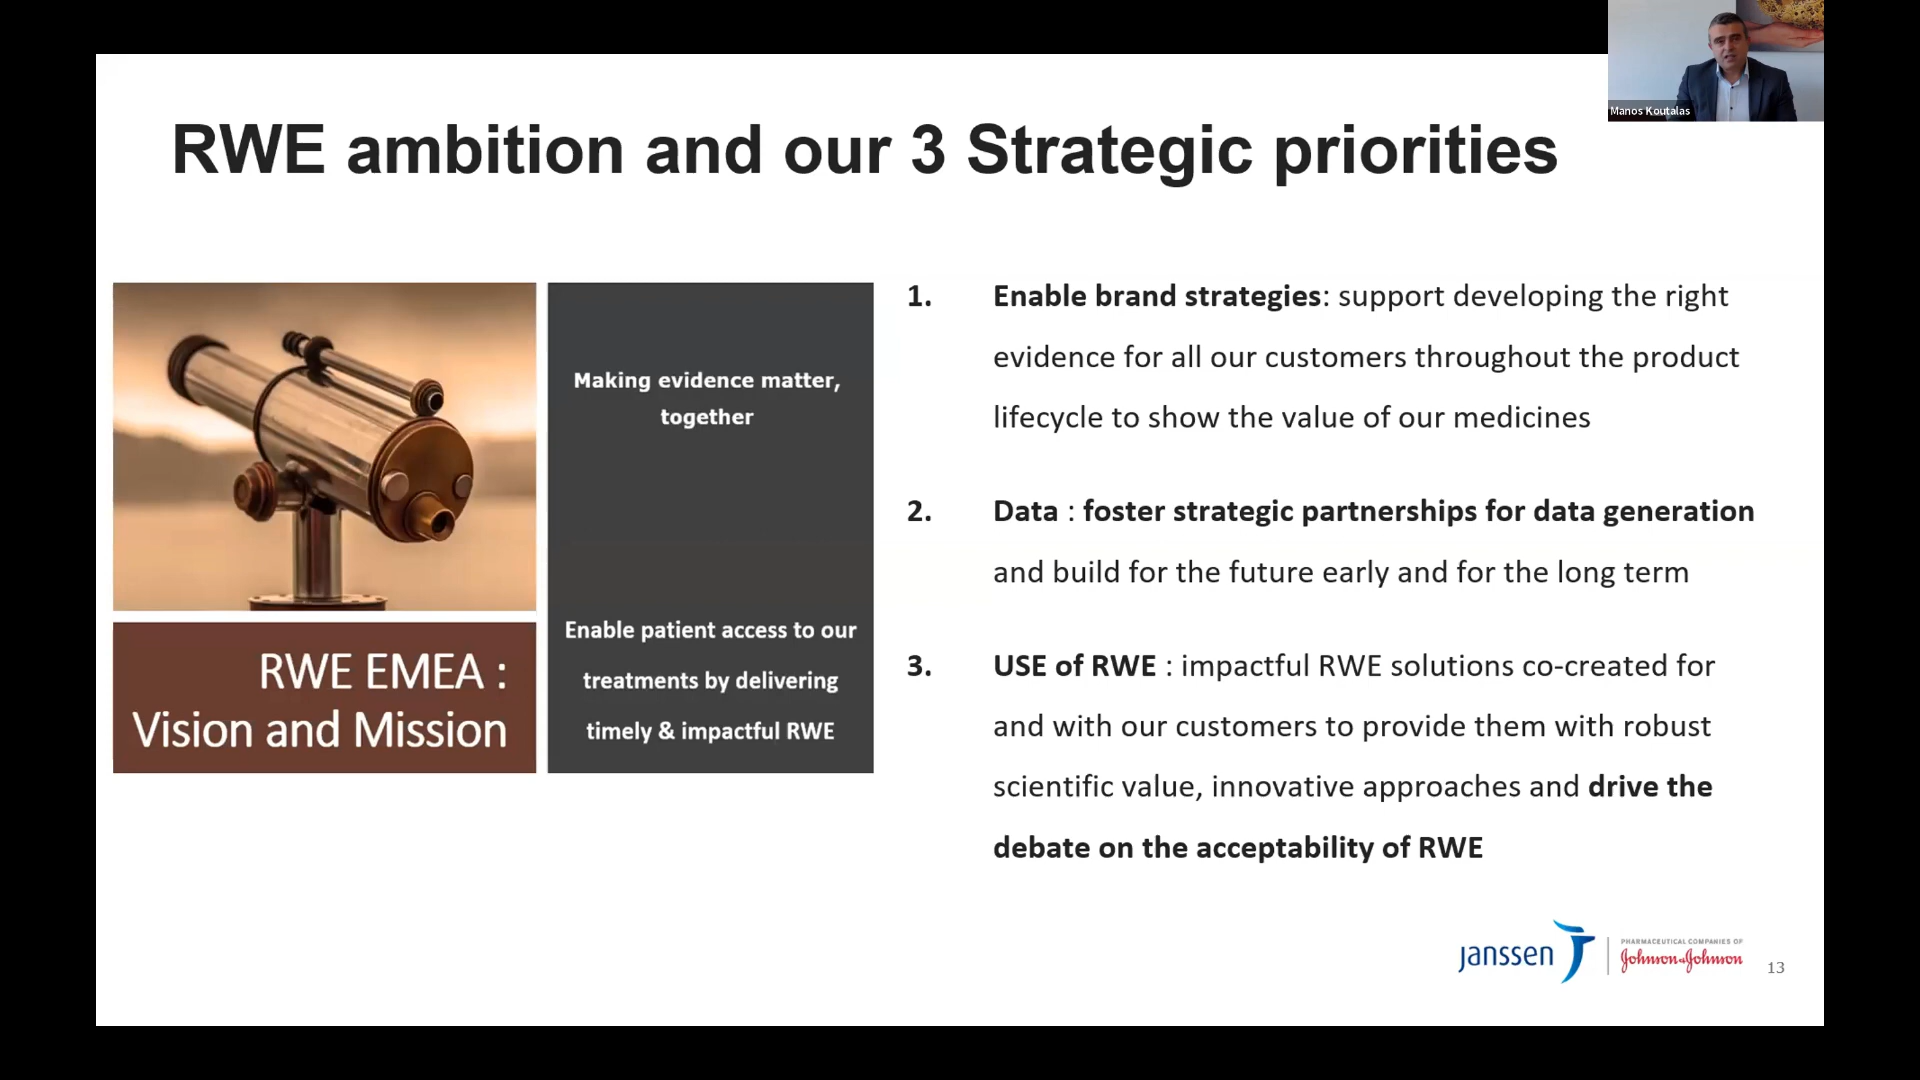 Manos Koutalas
RWE ambition and our 3 Strategic priorities
RWE EMEA :
Vision and Mission
Making evidence matter,
together
Enable patient access to our
treatments by delivering
timely & impactful RWE
1. Enable brand strategies: support developing the right
evidence for all our customers throughout the product
lifecycle to show the value of our medicines
2. Data : foster strategic partnerships for data generation
and build for the future early and for the long term
3. USE of RWE : impactful RWE solutions co-created for
and with our customers to provide them with robust
scientific value, innovative approaches and drive the
debate on the acceptability of RWE
janssen
PHARMACEUTICAL COMPANIES OF
Johnson & Johnson
13